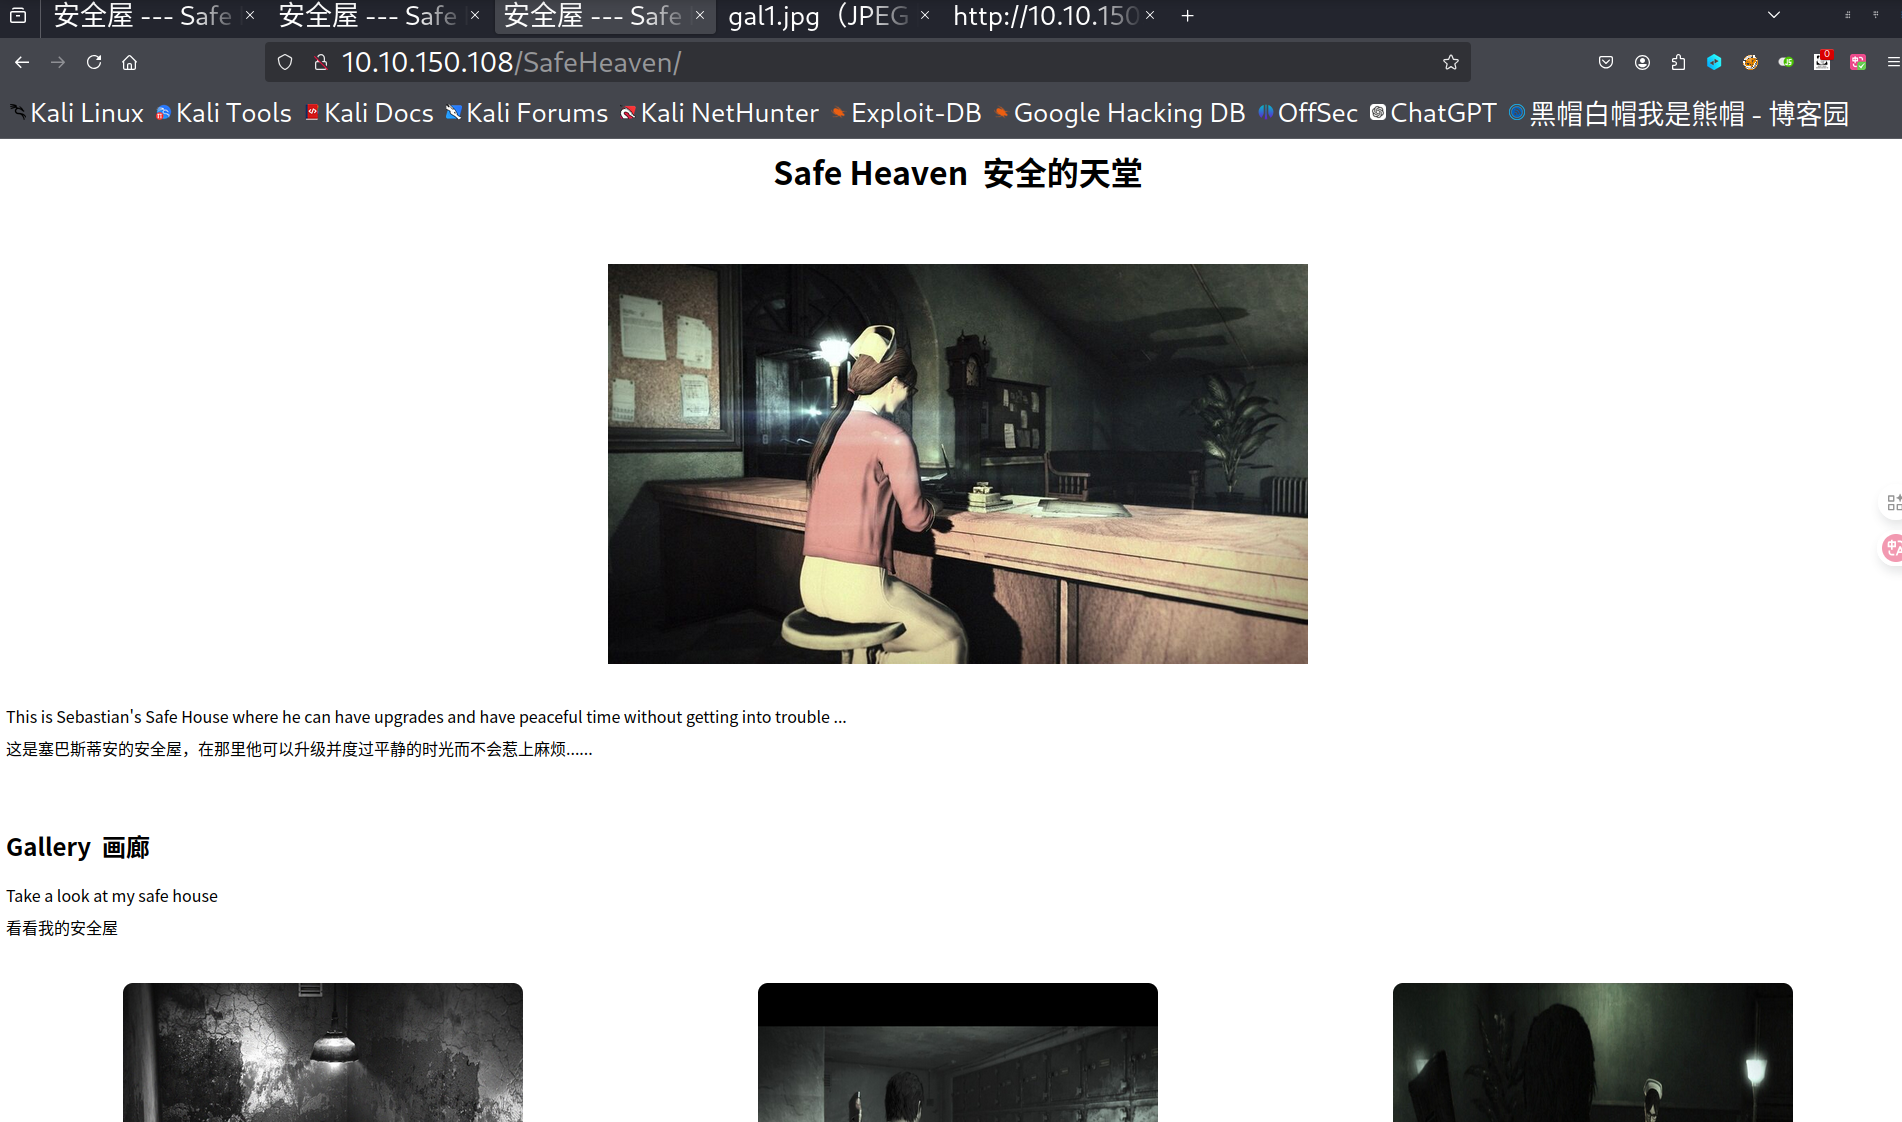 安全屋 --- Safe
安全屋 --- Safe
安全屋 --- Safe
gal1.jpg（JPEG
http://10.10.150
10.10.150.108/SafeHeaven/
0
Kali Linux Kali Tools Kali Docs Kali Forums Kali NetHunter Exploit-DB Google Hacking DB OffSec ChatGPT 黑帽白帽我是熊帽 - 博客园
Safe Heaven 安全的天堂
This is Sebastian's Safe House where he can have upgrades and have peaceful time without getting into trouble ...
这是塞巴斯蒂安的安全屋，在那里他可以升级并度过平静的时光而不会惹上麻烦......
Gallery 画廊
Take a look at my safe house
看看我的安全屋